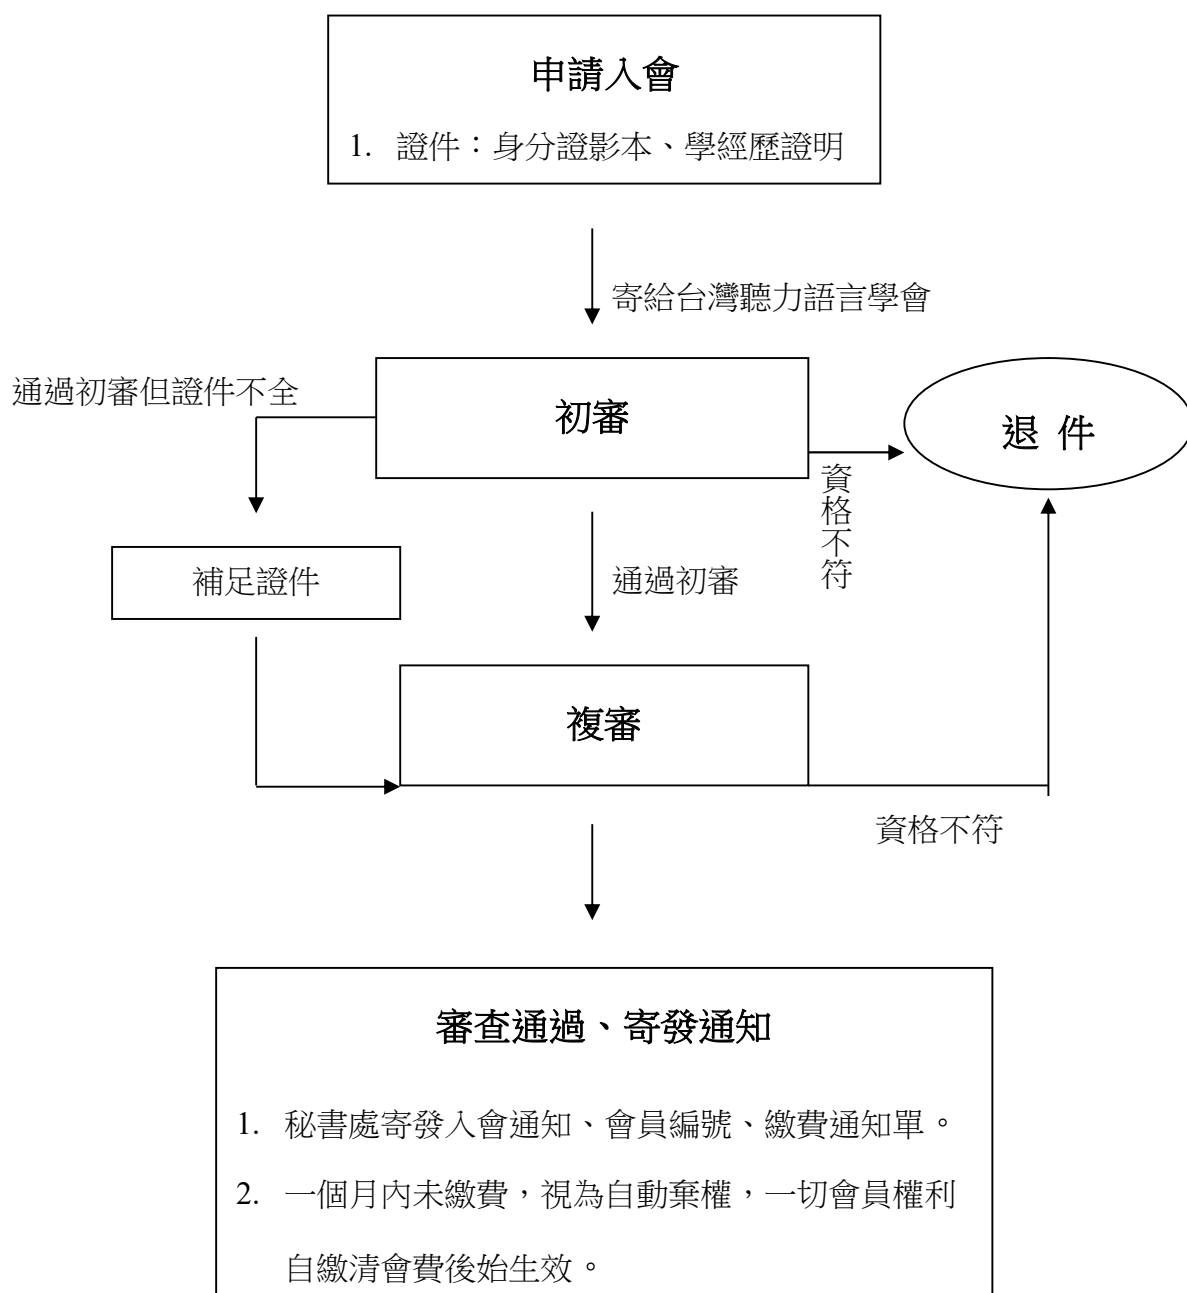 申請入會
1. 證件：身分證影本、學經歷證明
寄給台灣聽力語言學會
通過初審但證件不全
初審
退 件
資格不符
補足證件
通過初審
複審
資格不符
審查通過、寄發通知
1. 秘書處寄發入會通知、會員編號、繳費通知單。
2. 一個月內未繳費，視為自動棄權，一切會員權利
自繳清會費後始生效。